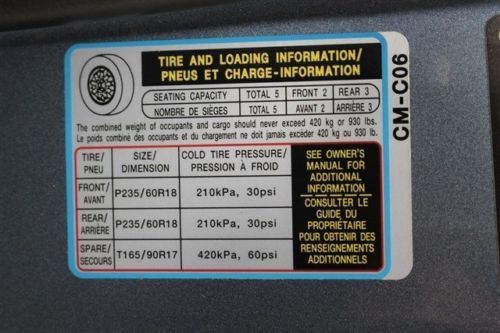 TIRE AND LOADING INFORMATION/
PNEUS ET CHARGE-INFORMATION
SEATING CAPACITY TOTAL 5 FRONT 2 REAR 3
NOMBRE DE SIÈGES TOTAL 5 AVANT 2 ARRIÈRE 3
The combined weight of occupants and cargo should never exceed 420 kg or 930 lbs.
Le poids combiné des occupants et du chargement ne doit jamais excéder 420 kg ou 930 lb.
TIRE/ SIZE/ COLD TIRE PRESSURE/
PNEU DIMENSION PRESSION À FROID
FRONT/
AVANT P235/60R18 210kPa, 30psi
REAR/
ARRIÈRE P235/60R18 210kPa, 30psi
SPARE/
SECOURS T165/90R17 420kPa, 60psi
SEE OWNER'S
MANUAL FOR
ADDITIONAL
INFORMATION
CONSULTER LE
GUIDE DU
PROPRIÉTAIRE
POUR OBTENIR DES
RENSEIGNEMENTS
ADDITIONNELS
CM-C06